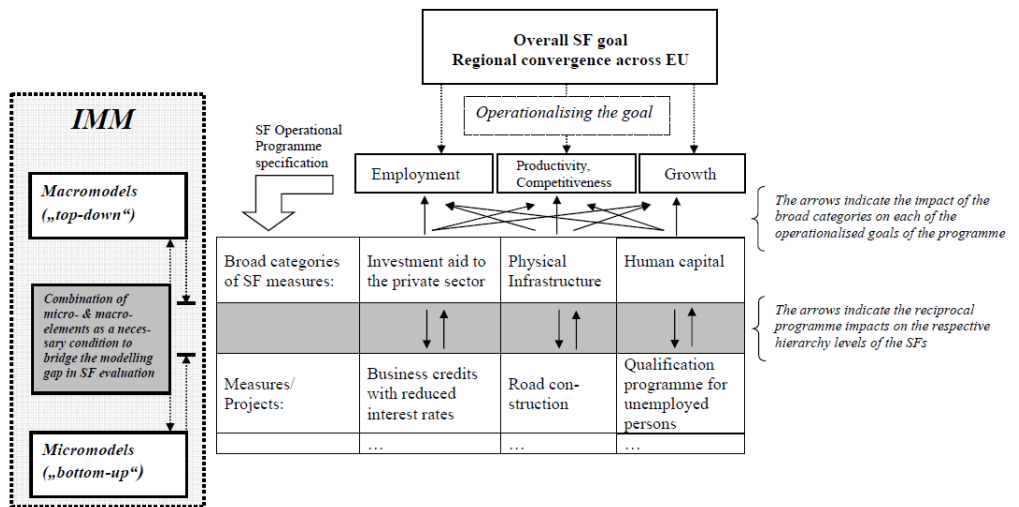 Overall SF goal
Regional convergence across EU
Operationalising the goal
IMM
SF Operational
Programme
specification
Employment
Productivity,
Competitiveness
Growth
Macromodels
(„top-down“)
The arrows indicate the impact of the
broad categories on each of the
operationalised goals of the programme
Broad categories
of SF measures:
Investment aid to
the private sector
Physical
Infrastructure
Human capital
Combination of
micro- & macro-
elements as a neces-
sary condition to
bridge the modelling
gap in SF evaluation
The arrows indicate the reciprocal
programme impacts on the respective
hierarchy levels of the SFs
Measures/
Projects:
Business credits
with reduced
interest rates
Road con-
struction
Qualification
programme for
unemployed
persons
…
…
…
Micromodels
(„bottom-up“)